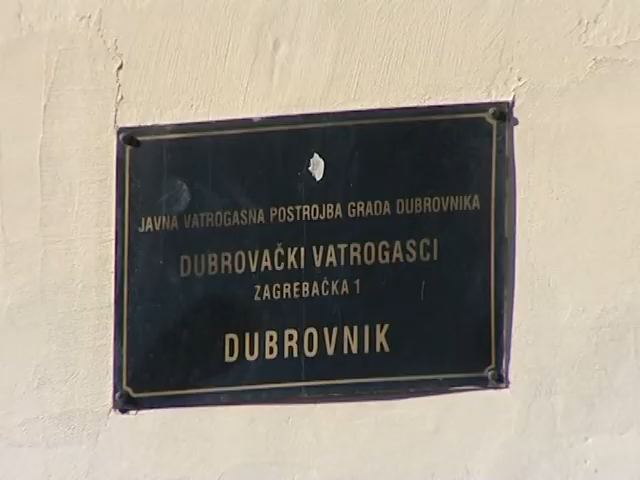 JAVNA VATROGASNA POSTROJBA GRADA DUBROVNIKA
DUBROVAČKI VATROGASCI
ZAGREBAČKA 1
DUBROVNIK